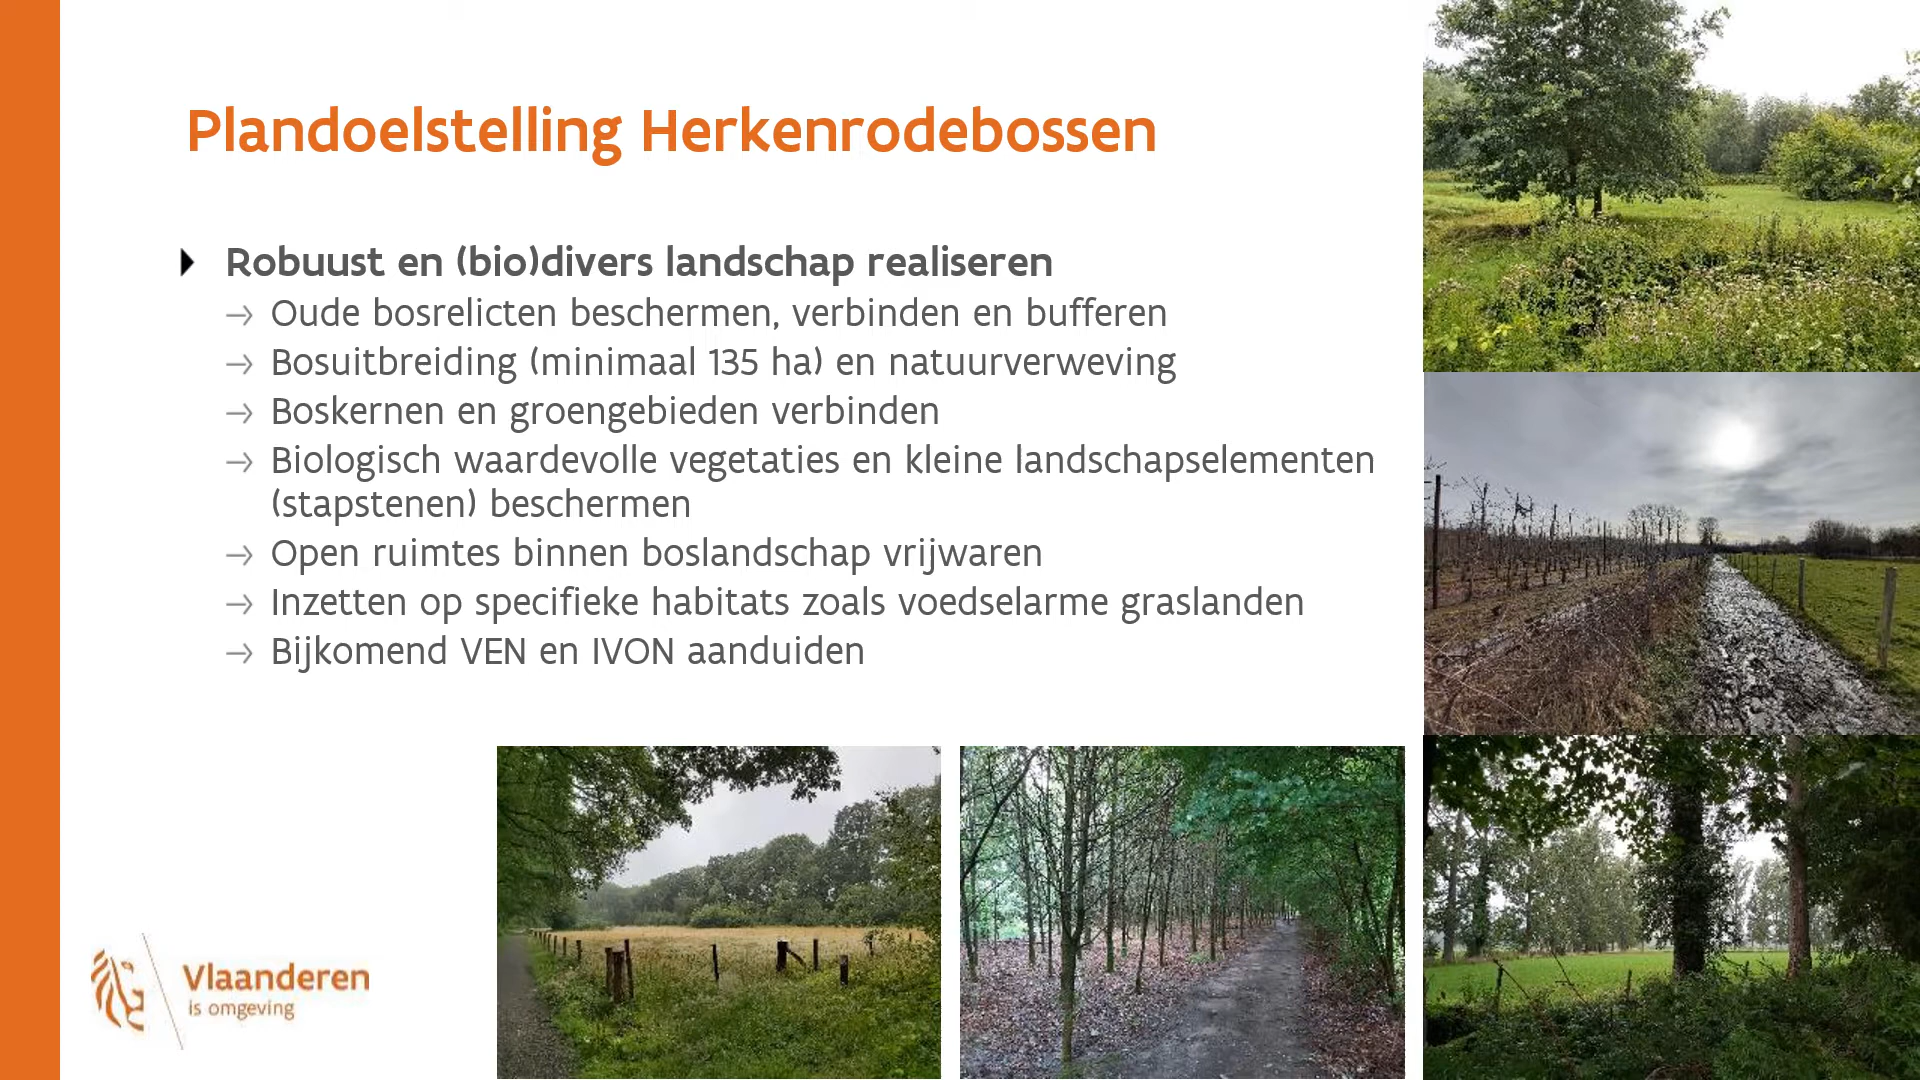 Plandoelstelling Herkenrodebossen
Robuust en (bio)divers landschap realiseren
→ Oude bosrelicten beschermen, verbinden en bufferen
→ Bosuitbreiding (minimaal 135 ha) en natuurverweving
→ Boskernen en groengebieden verbinden
→ Biologisch waardevolle vegetaties en kleine landschapselementen
(stapstenen) beschermen
→ Open ruimtes binnen boslandschap vrijwaren
→ Inzetten op specifieke habitats zoals voedselarme graslanden
→ Bijkomend VEN en IVON aanduiden
Vlaanderen
is omgeving